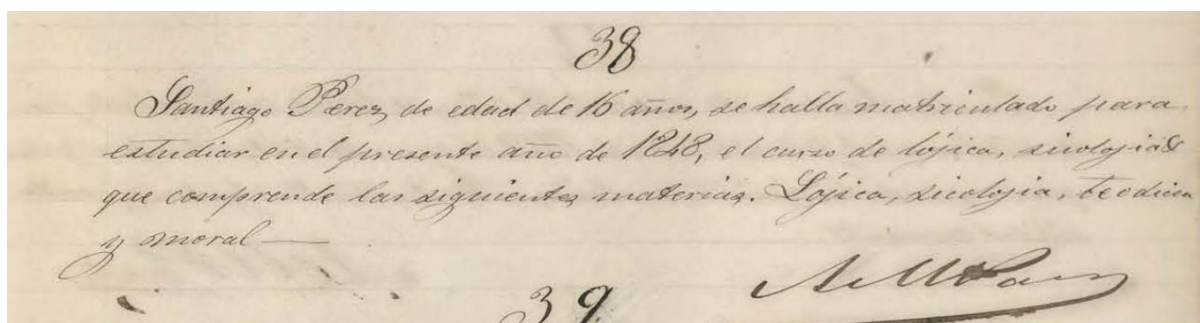 38
Santiago Perez, de edad de 16 años, se halla matriculado para
estudiar en el presente año de 1848, el curso de lójica, sicolojia &
que comprende las siguientes materias. Lójica, sicolojia, teodicea
y moral —
39